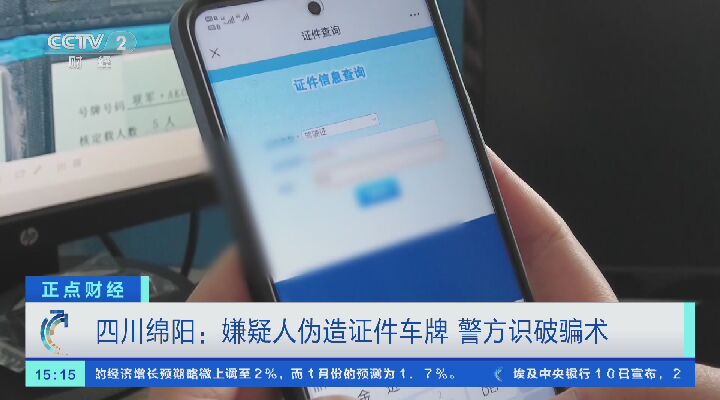 CCTV 2
财经
证件查询
证件信息查询
驾驶证
号牌号码
核定载人数 5人
正点财经
四川绵阳：嫌疑人伪造证件车牌 警方识破骗术
15:15 的经济增长预期略微上调至2%，而1月份的预测为1.7%。 埃及中央银行10日宣布，2